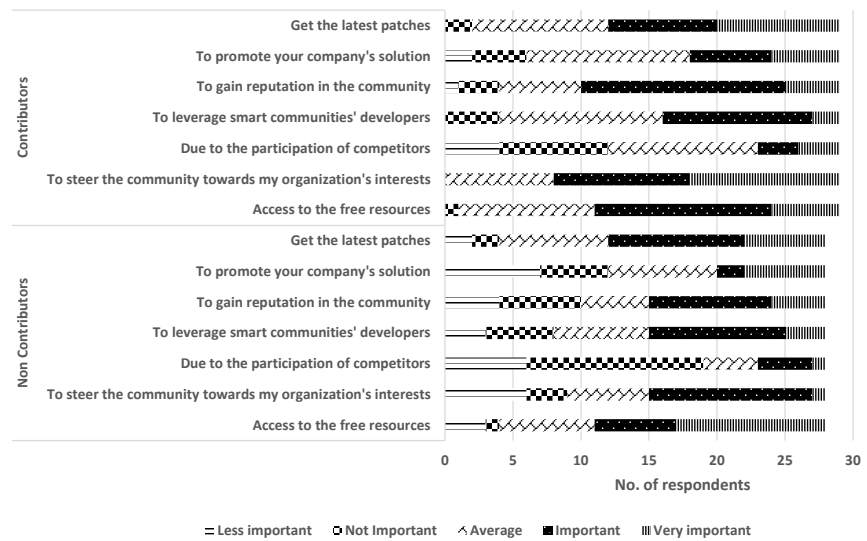 Get the latest patches
To promote your company's solution
To gain reputation in the community
To leverage smart communities' developers
Due to the participation of competitors
To steer the community towards my organization's interests
Access to the free resources
Contributors
Get the latest patches
To promote your company's solution
To gain reputation in the community
To leverage smart communities' developers
Due to the participation of competitors
To steer the community towards my organization's interests
Access to the free resources
Non Contributors
0 5 10 15 20 25 30
No. of respondents
Less important Not Important Average Important Very important